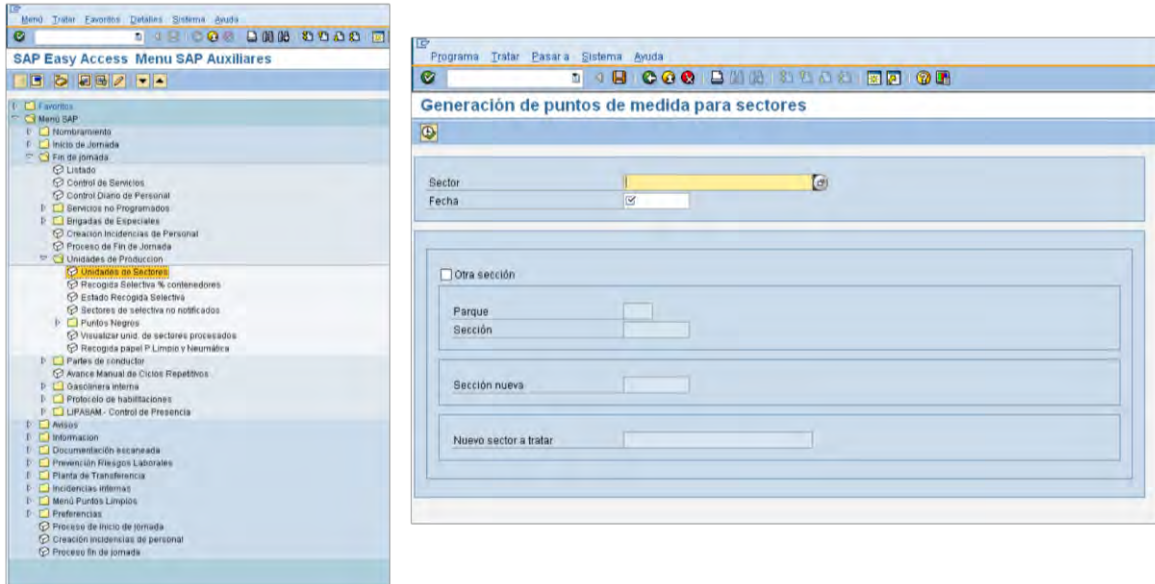 Menú Tratar Favoritos Detalles Sistema Ayuda
SAP Easy Access Menu SAP Auxiliares
Favoritos
Menú SAP
Nombramiento
Inicio de Jornada
Fin de jornada
Listado
Control de Servicios
Control Diario de Personal
Servicios no Programados
Brigadas de Especiales
Creacion Incidencias de Personal
Proceso de Fin de Jornada
Unidades de Produccion
Unidades de Sectores
Recogida Selectiva % contenedores
Estado Recogida Selectiva
Sectores de selectiva no notificados
Puntos Negros
Visualizar unid. de sectores procesados
Recogida papel P.Limpio y Neumática
Partes de conductor
Avance Manual de Ciclos Repetitivos
Gasolinera interna
Protocolo de habilitaciones
LIPASAM - Control de Presencia
Avisos
Informacion
Documentación escaneada
Prevención Riesgos Laborales
Planta de Transferencia
Incidencias internas
Menú Puntos Limpios
Preferencias
Proceso de inicio de jornada
Creación incidencias de personal
Proceso fin de jornada
Programa Tratar Pasar a Sistema Ayuda
Generación de puntos de medida para sectores
Sector
Fecha
Otra sección
Parque
Sección
Sección nueva
Nuevo sector a tratar